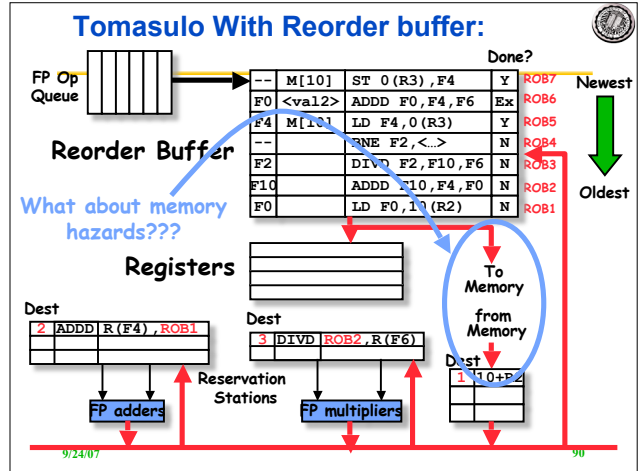 Tomasulo With Reorder buffer:
Done?
FP Op
Queue
-- M[10] ST 0(R3),F4 Y ROB7
F0 <val2> ADDD F0,F4,F6 Ex ROB6
F4 M[10] LD F4,0(R3) Y ROB5
-- BNE F2,<…> N ROB4
F2 DIVD F2,F10,F6 N ROB3
F10 ADDD F10,F4,F0 N ROB2
F0 LD F0,10(R2) N ROB1
Newest
Oldest
Reorder Buffer
What about memory
hazards???
Registers
To
Memory
from
Memory
Dest
2 ADDD R(F4),ROB1
Dest
3 DIVD ROB2,R(F6)
Dest
1 10+R2
Reservation
Stations
FP adders
FP multipliers
9/24/07
90